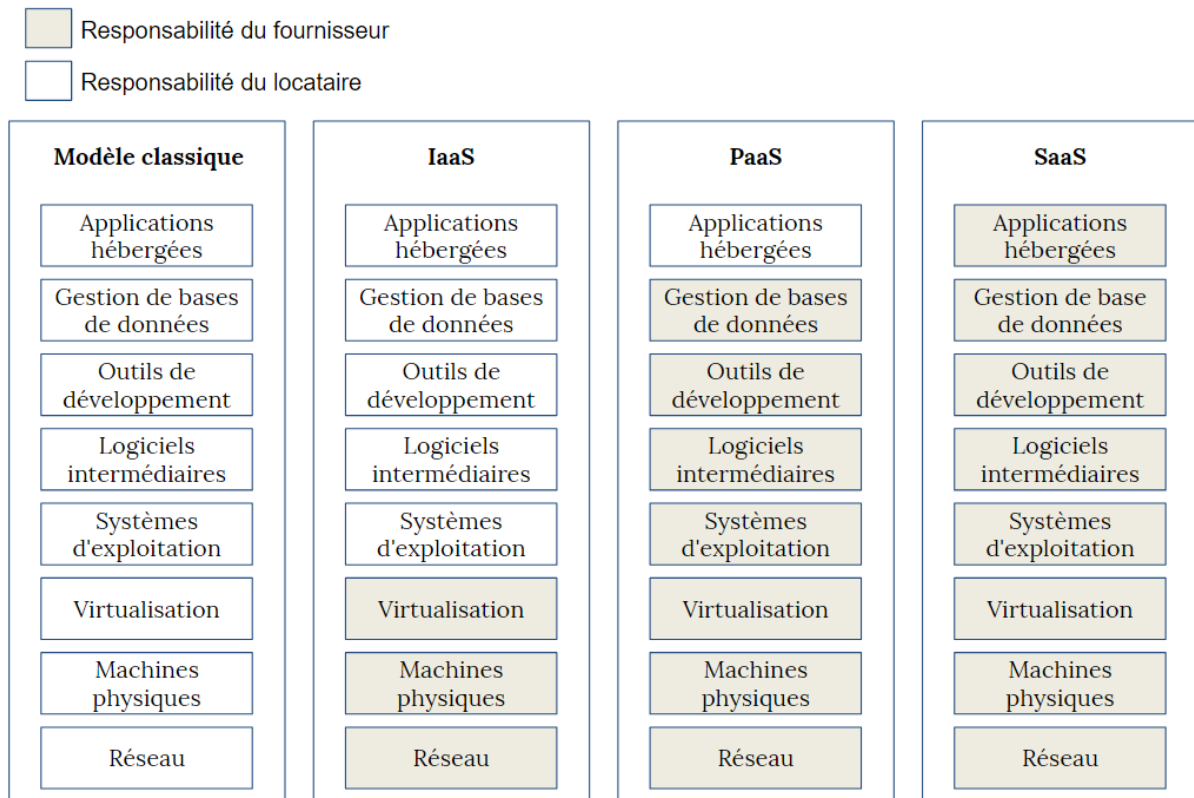 Responsabilité du fournisseur
Responsabilité du locataire
Modèle classique
Applications
hébergées
Gestion de bases
de données
Outils de
développement
Logiciels
intermédiaires
Systèmes
d'exploitation
Virtualisation
Machines
physiques
Réseau
IaaS
Applications
hébergées
Gestion de bases
de données
Outils de
développement
Logiciels
intermédiaires
Systèmes
d'exploitation
Virtualisation
Machines
physiques
Réseau
PaaS
Applications
hébergées
Gestion de bases
de données
Outils de
développement
Logiciels
intermédiaires
Systèmes
d'exploitation
Virtualisation
Machines
physiques
Réseau
SaaS
Applications
hébergées
Gestion de base
de données
Outils de
développement
Logiciels
intermédiaires
Systèmes
d'exploitation
Virtualisation
Machines
physiques
Réseau